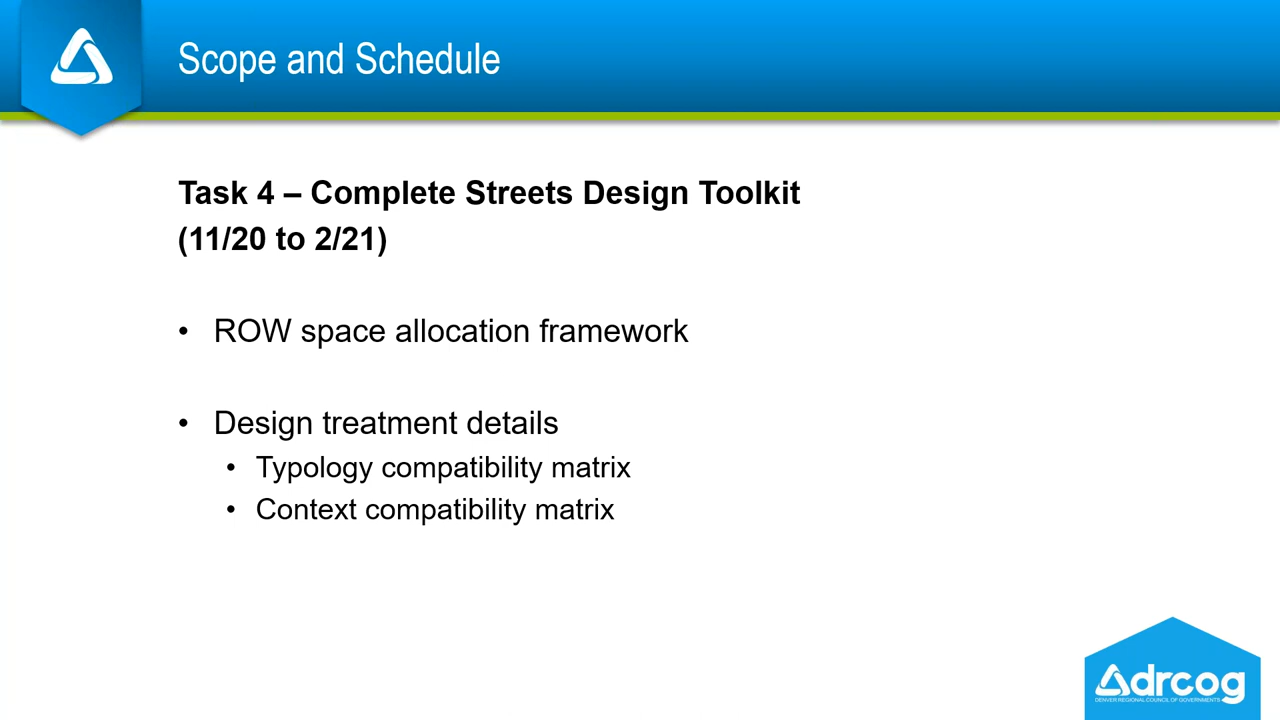 Scope and Schedule
Task 4 – Complete Streets Design Toolkit
(11/20 to 2/21)
• ROW space allocation framework
• Design treatment details
• Typology compatibility matrix
• Context compatibility matrix
drcog
DENVER REGIONAL COUNCIL OF GOVERNMENTS